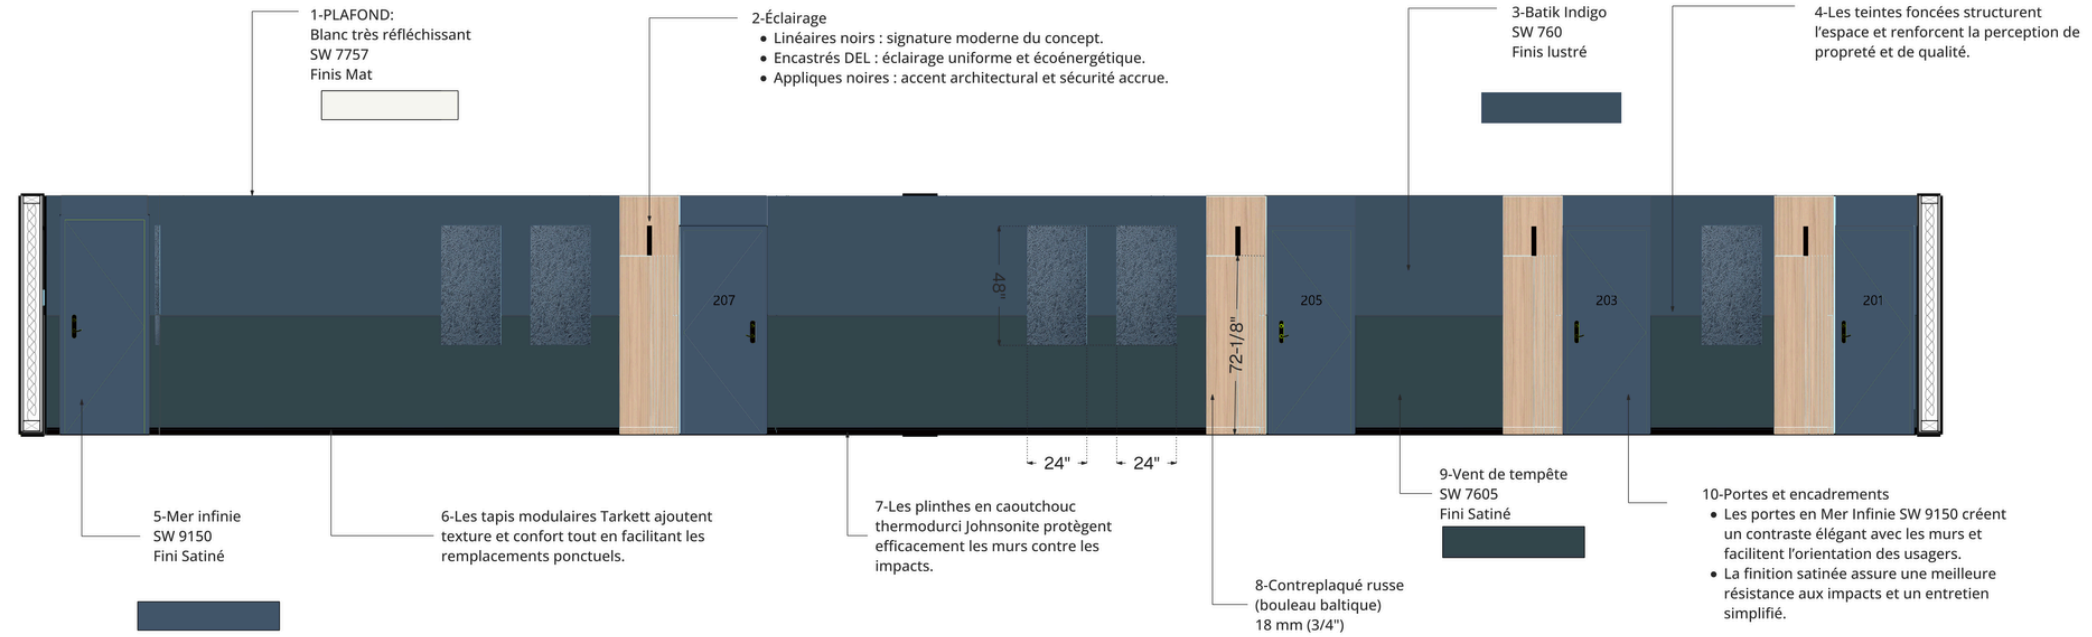 1-PLAFOND:
Blanc très réfléchissant
SW 7757
Finis Mat
2-Éclairage
• Linéaires noirs : signature moderne du concept.
• Encastrés DEL : éclairage uniforme et écoénergétique.
• Appliques noires : accent architectural et sécurité accrue.
3-Batik Indigo
SW 760
Finis lustré
4-Les teintes foncées structurent
l'espace et renforcent la perception de
propreté et de qualité.
207
48"
72-1/8"
205
203
201
24"
24"
5-Mer infinie
SW 9150
Fini Satiné
6-Les tapis modulaires Tarkett ajoutent
texture et confort tout en facilitant les
remplacements ponctuels.
7-Les plinthes en caoutchouc
thermodurci Johnsonite protègent
efficacement les murs contre les
impacts.
8-Contreplaqué russe
(bouleau baltique)
18 mm (3/4")
9-Vent de tempête
SW 7605
Fini Satiné
10-Portes et encadrements
• Les portes en Mer Infinie SW 9150 créent
un contraste élégant avec les murs et
facilitent l'orientation des usagers.
• La finition satinée assure une meilleure
résistance aux impacts et un entretien
simplifié.